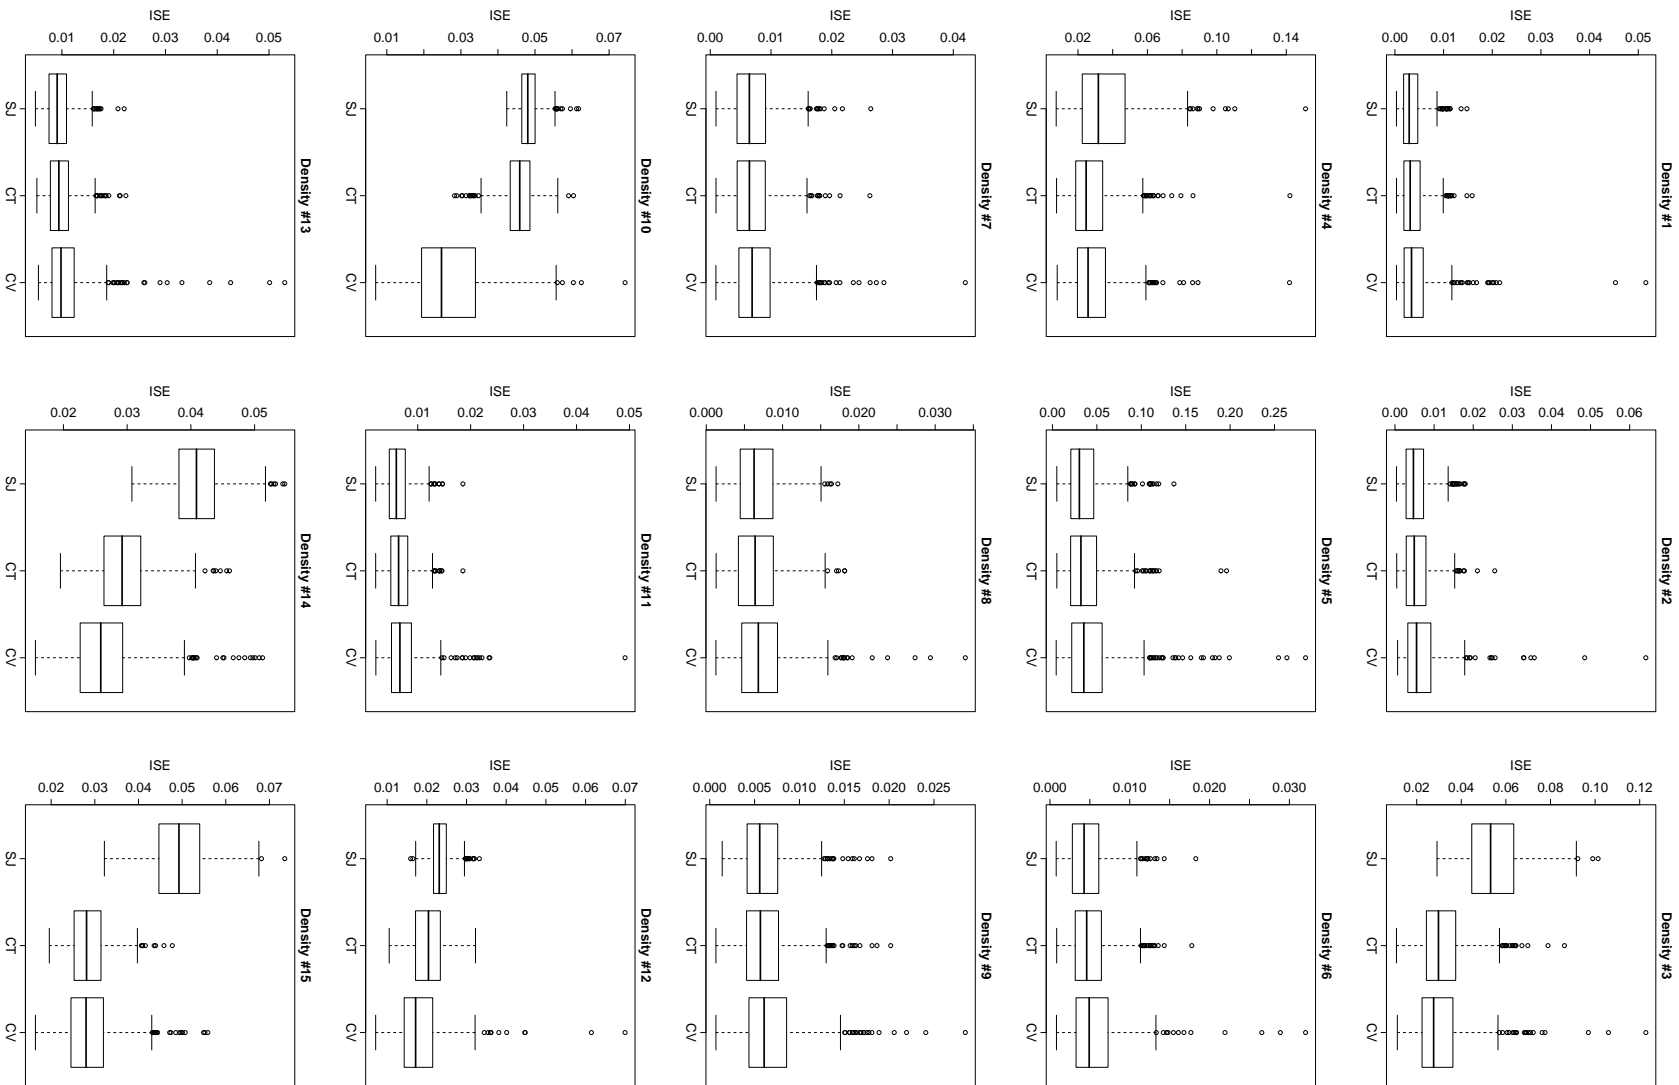 ISE
0.01 0.02 0.03 0.04 0.05
SJ
CT
CV
Density #13
ISE
0.01 0.03 0.05 0.07
SJ
CT
CV
Density #10
ISE
0.00 0.01 0.02 0.03 0.04
SJ
CT
CV
Density #7
ISE
0.02 0.06 0.10 0.14
SJ
CT
CV
Density #4
ISE
0.00 0.01 0.02 0.03 0.04 0.05
SJ
CT
CV
Density #1
ISE
0.02 0.03 0.04 0.05
SJ
CT
CV
Density #14
ISE
0.01 0.02 0.03 0.04 0.05
SJ
CT
CV
Density #11
ISE
0.000 0.010 0.020 0.030
SJ
CT
CV
Density #8
ISE
0.00 0.05 0.10 0.15 0.20 0.25
SJ
CT
CV
Density #5
ISE
0.00 0.01 0.02 0.03 0.04 0.05 0.06
SJ
CT
CV
Density #2
ISE
0.02 0.03 0.04 0.05 0.06 0.07
SJ
CT
CV
Density #15
ISE
0.01 0.02 0.03 0.04 0.05 0.06 0.07
SJ
CT
CV
Density #12
ISE
0.000 0.005 0.010 0.015 0.020 0.025
SJ
CT
CV
Density #9
ISE
0.000 0.010 0.020 0.030
SJ
CT
CV
Density #6
ISE
0.02 0.04 0.06 0.08 0.10 0.12
SJ
CT
CV
Density #3